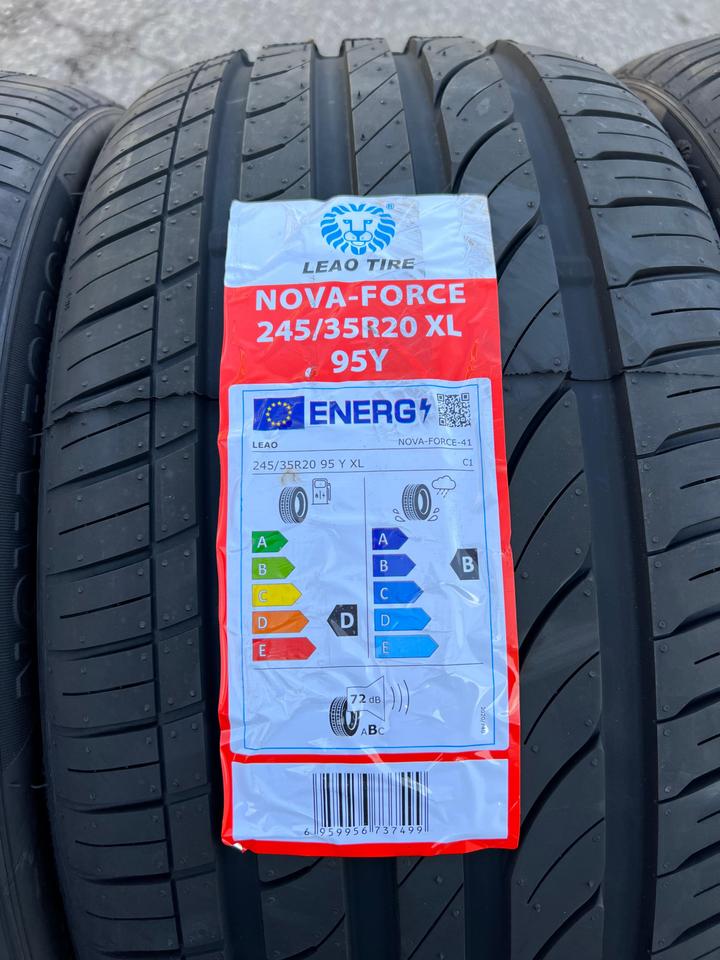 ®
LEAO TIRE
NOVA-FORCE
245/35R20 XL
95Y
ENERG
LEAO NOVA-FORCE-41
245/35R20 95 Y XL C1
A A
B B B
C C
D D D
E E
72 dB
ABC
6 959956 737499